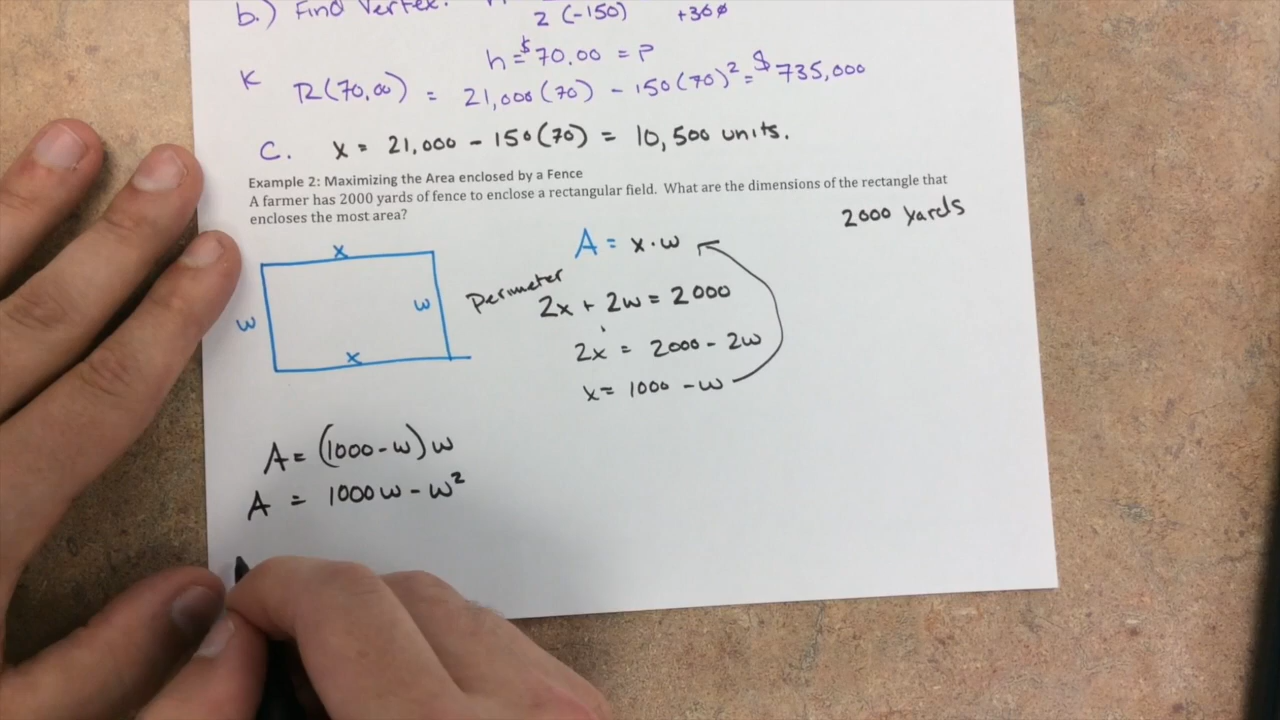 b.) Find Vertex.
2(-150) +300
h = $70.00 = P
K R(70.00) = 21,000(70) - 150(70)² = $735,000
C. x = 21,000 - 150(70) = 10,500 units.
Example 2: Maximizing the Area enclosed by a Fence
A farmer has 2000 yards of fence to enclose a rectangular field. What are the dimensions of the rectangle that
encloses the most area?
2000 yards
x
w
w
x
A = x·w
Perimeter
2x + 2w = 2000
2x = 2000 - 2w
x = 1000 - w
A = (1000 - w)w
A = 1000w - w²